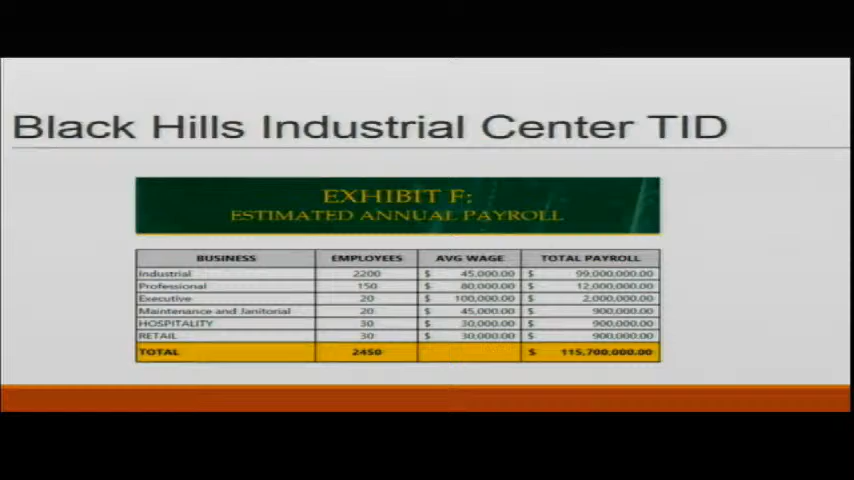 Black Hills Industrial Center TID
EXHIBIT F:
ESTIMATED ANNUAL PAYROLL
BUSINESS EMPLOYEES AVG WAGE TOTAL PAYROLL
Industrial 2200 $ 45,000.00 $ 99,000,000.00
Professional 150 $ 80,000.00 $ 12,000,000.00
Executive 20 $ 100,000.00 $ 2,000,000.00
Maintenance and Janitorial 20 $ 45,000.00 $ 900,000.00
HOSPITALITY 30 $ 30,000.00 $ 900,000.00
RETAIL 30 $ 30,000.00 $ 900,000.00
TOTAL 2450 $ 115,700,000.00